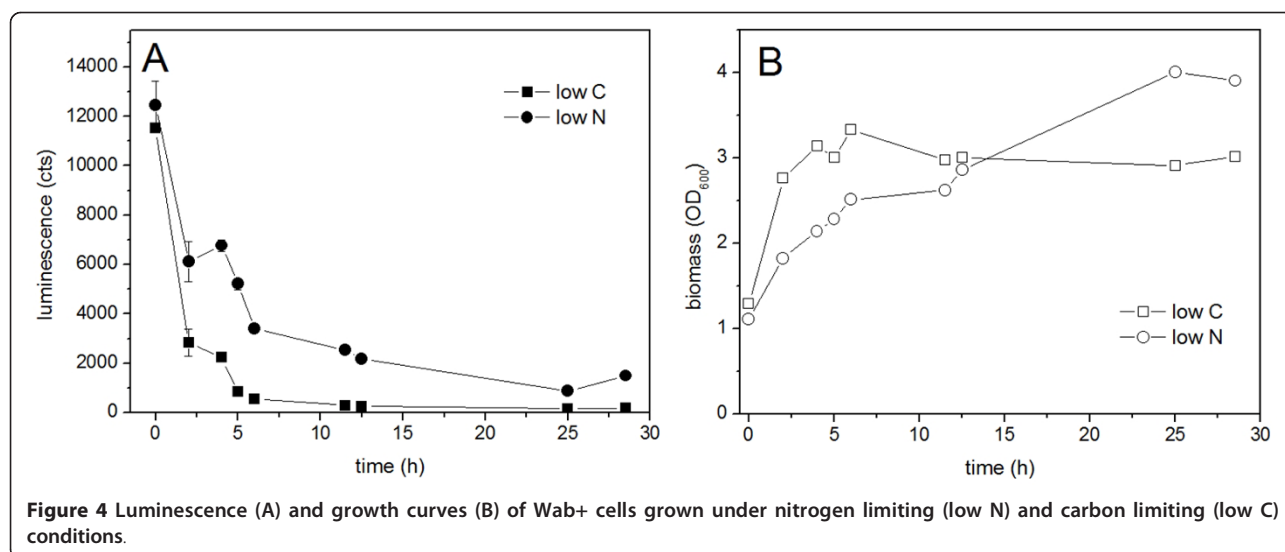 A
14000
12000
10000
8000
6000
4000
2000
0
luminescence (cts)
low C
low N
0 5 10 15 20 25 30
time (h)
B
4
3
2
1
0
biomass (OD600)
low C
low N
0 5 10 15 20 25 30
time (h)
Figure 4 Luminescence (A) and growth curves (B) of Wab+ cells grown under nitrogen limiting (low N) and carbon limiting (low C)
conditions.